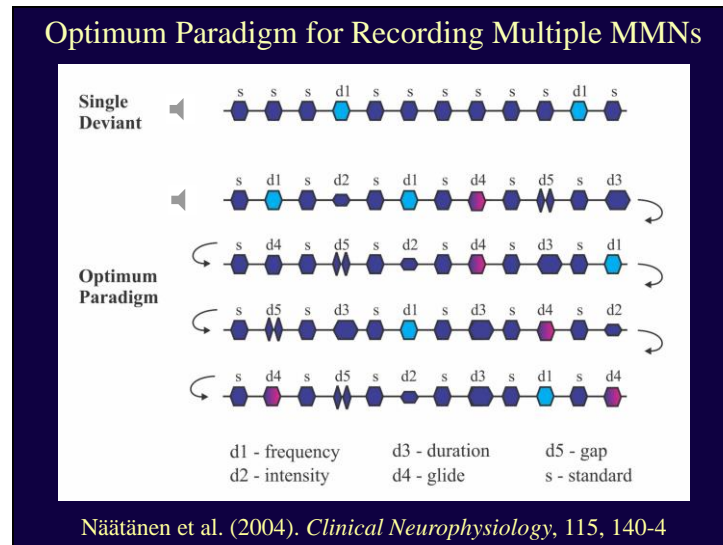 Optimum Paradigm for Recording Multiple MMNs
s s s d1 s s s s s s d1 s
Single
Deviant
s d1 s d2 s d1 s d4 s d5 s d3
s d4 s d5 s d2 s d4 s d3 s d1
Optimum
Paradigm
s d5 s d3 s d1 s d3 s d4 s d2
s d4 s d5 s d2 s d3 s d1 s d4
d1 - frequency d3 - duration d5 - gap
d2 - intensity d4 - glide s - standard
Näätänen et al. (2004). Clinical Neurophysiology, 115, 140-4